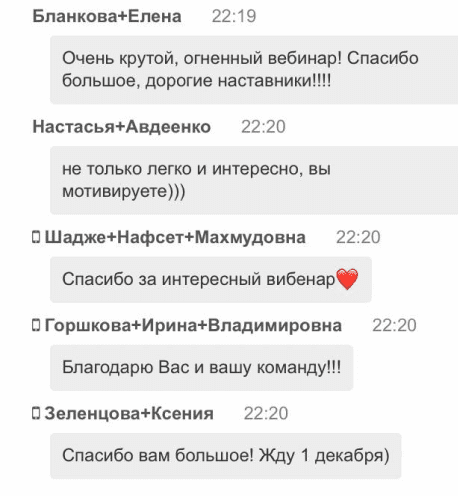 Бланкова+Елена 22:19
Очень крутой, огненный вебинар! Спасибо
большое, дорогие наставники!!!!
Настасья+Авдеенко 22:20
не только легко и интересно, вы
мотивируете)))
Шадже+Нафсет+Махмудовна 22:20
Спасибо за интересный вибенар❤️
Горшкова+Ирина+Владимировна 22:20
Благодарю Вас и вашу команду!!!
Зеленцова+Ксения 22:20
Спасибо вам большое! Жду 1 декабря)